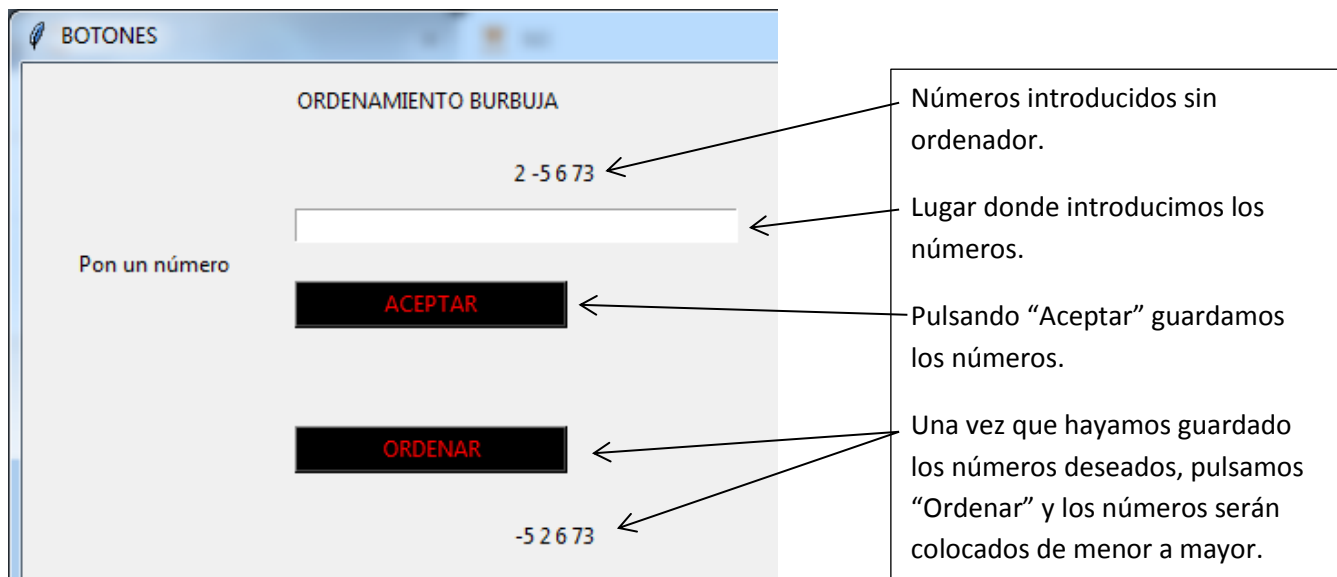 BOTONES
ORDENAMIENTO BURBUJA
2 -5 6 73
Pon un número
ACEPTAR
ORDENAR
-5 2 6 73
Números introducidos sin
ordenador.
Lugar donde introducimos los
números.
Pulsando “Aceptar” guardamos
los números.
Una vez que hayamos guardado
los números deseados, pulsamos
“Ordenar” y los números serán
colocados de menor a mayor.